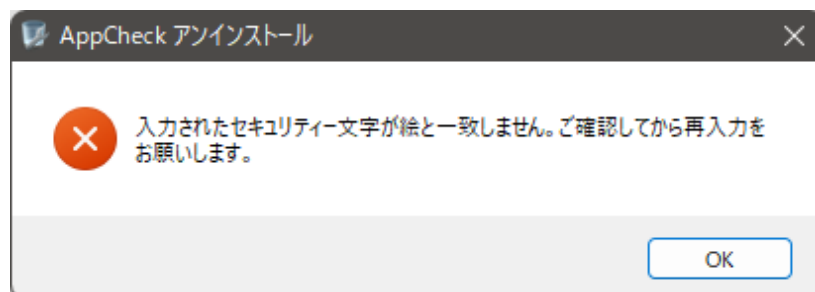 AppCheck アンインストール
入力されたセキュリティー文字が絵と一致しません。ご確認してから再入力を
お願いします。
OK